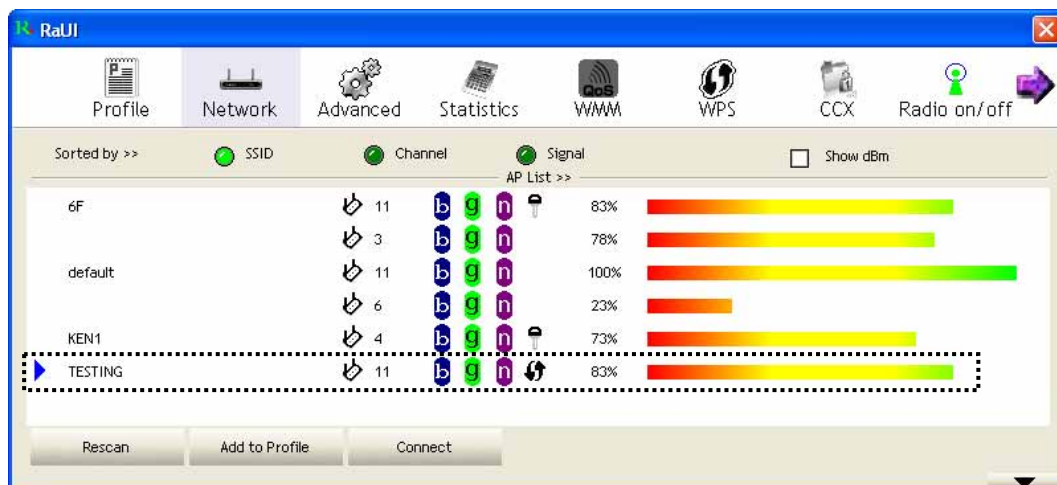 RaUI
Profile Network Advanced Statistics QoS WMM WPS CCX Radio on/off
Sorted by >> SSID Channel Signal Show dBm
AP List >>
6F 11 b g n 83%
3 b g n 78%
default 11 b g n 100%
6 b g n 23%
KEN1 4 b g n 73%
TESTING 11 b g n 83%
Rescan Add to Profile Connect